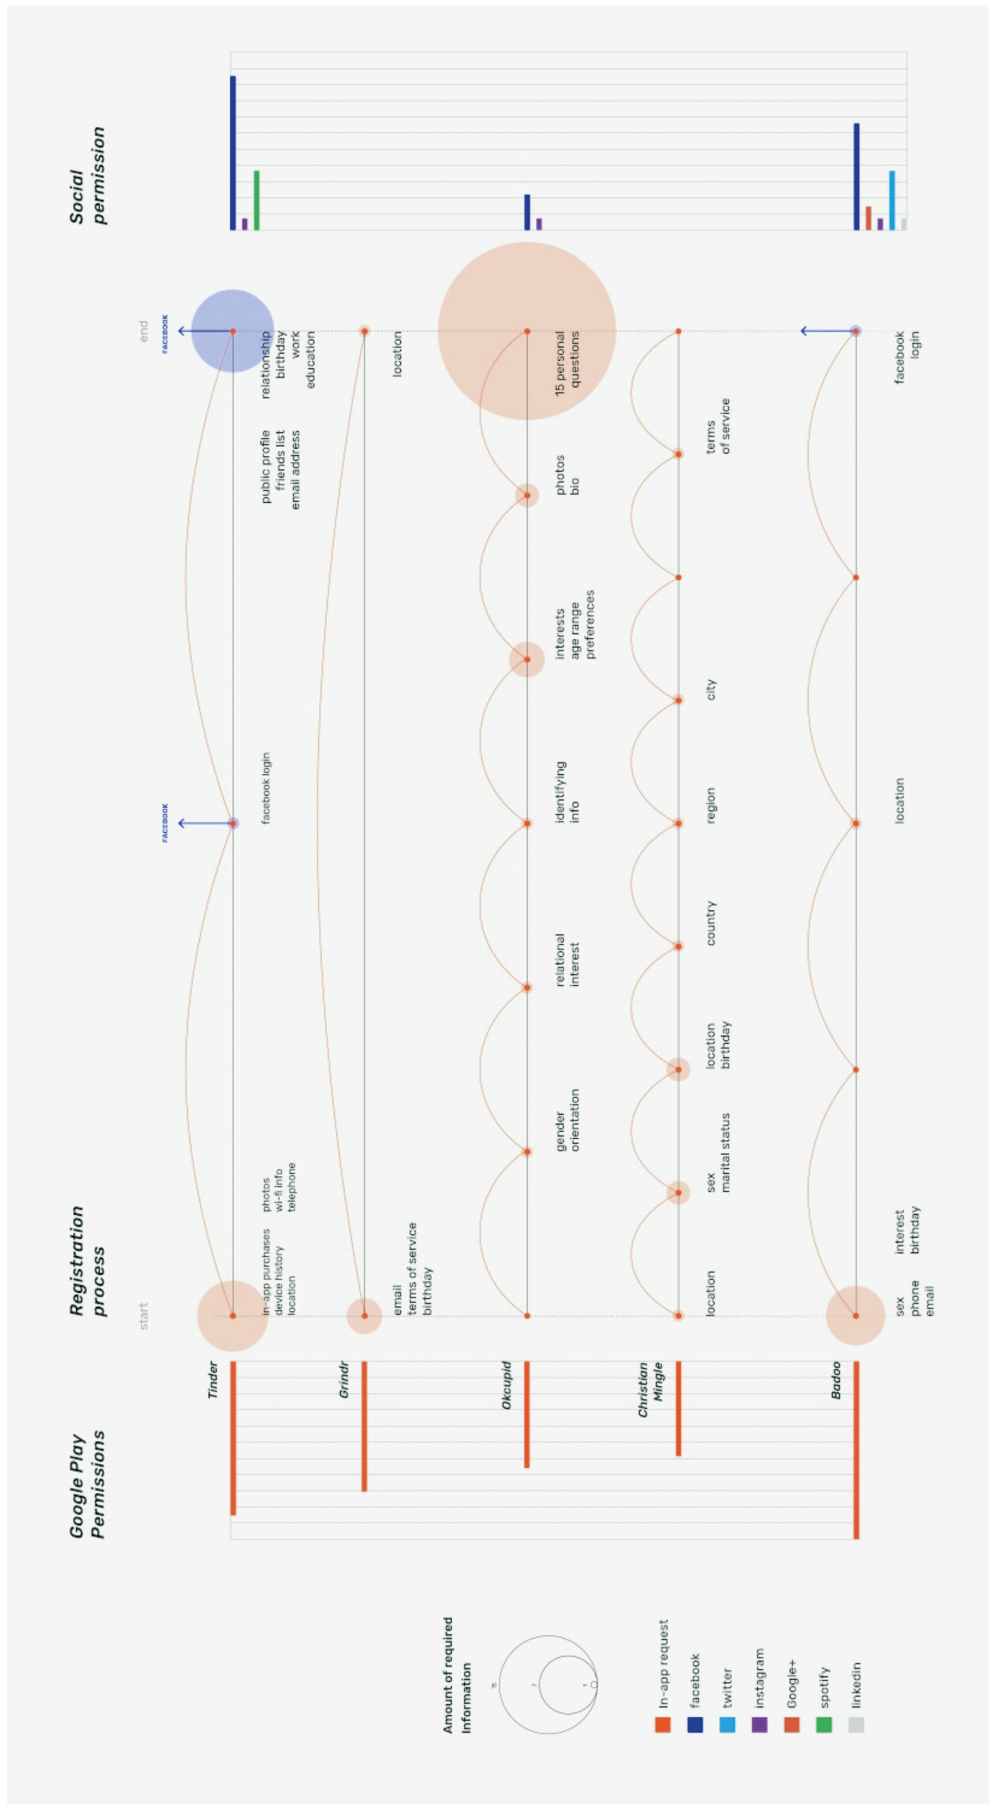 Google Play
Permissions
Registration
process
Social
permission
start
end
Tinder
in-app purchases
device history
location
photos
wi-fi info
telephone
FACEBOOK
facebook login
public profile
friends list
email address
FACEBOOK
relationship
birthday
work
education
Grindr
email
terms of service
birthday
location
Okcupid
gender
orientation
relational
interest
identifying
info
interests
age range
preferences
photos
bio
15 personal
questions
Christian
Mingle
location
sex
marital status
location
birthday
country
region
city
terms
of service
Badoo
sex
phone
email
interest
birthday
location
facebook
login
Amount of required
Information
In-app request
facebook
twitter
instagram
Google+
spotify
linkedin